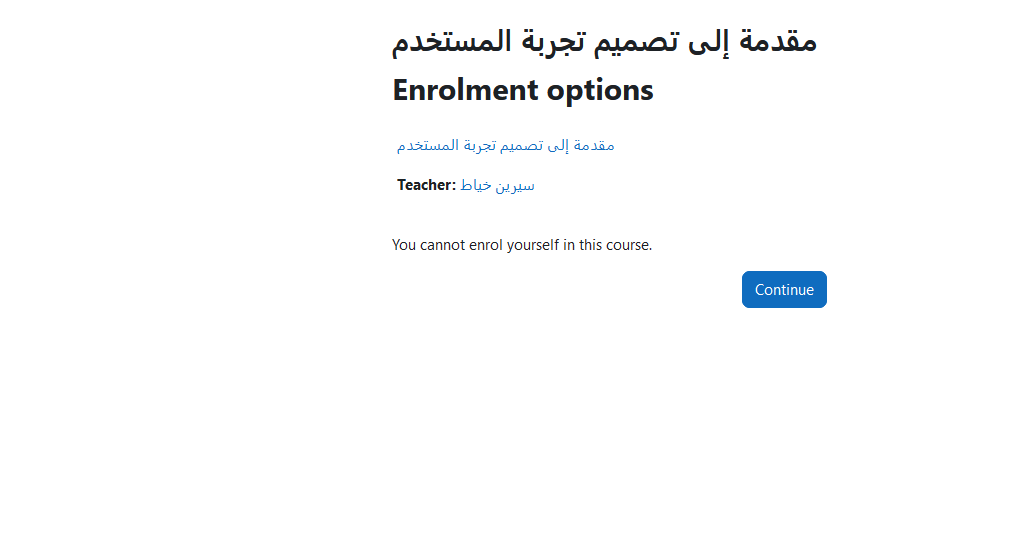 مقدمة إلى تصميم تجربة المستخدم
Enrolment options
مقدمة إلى تصميم تجربة المستخدم
Teacher: سيرين خياط
You cannot enrol yourself in this course.
Continue